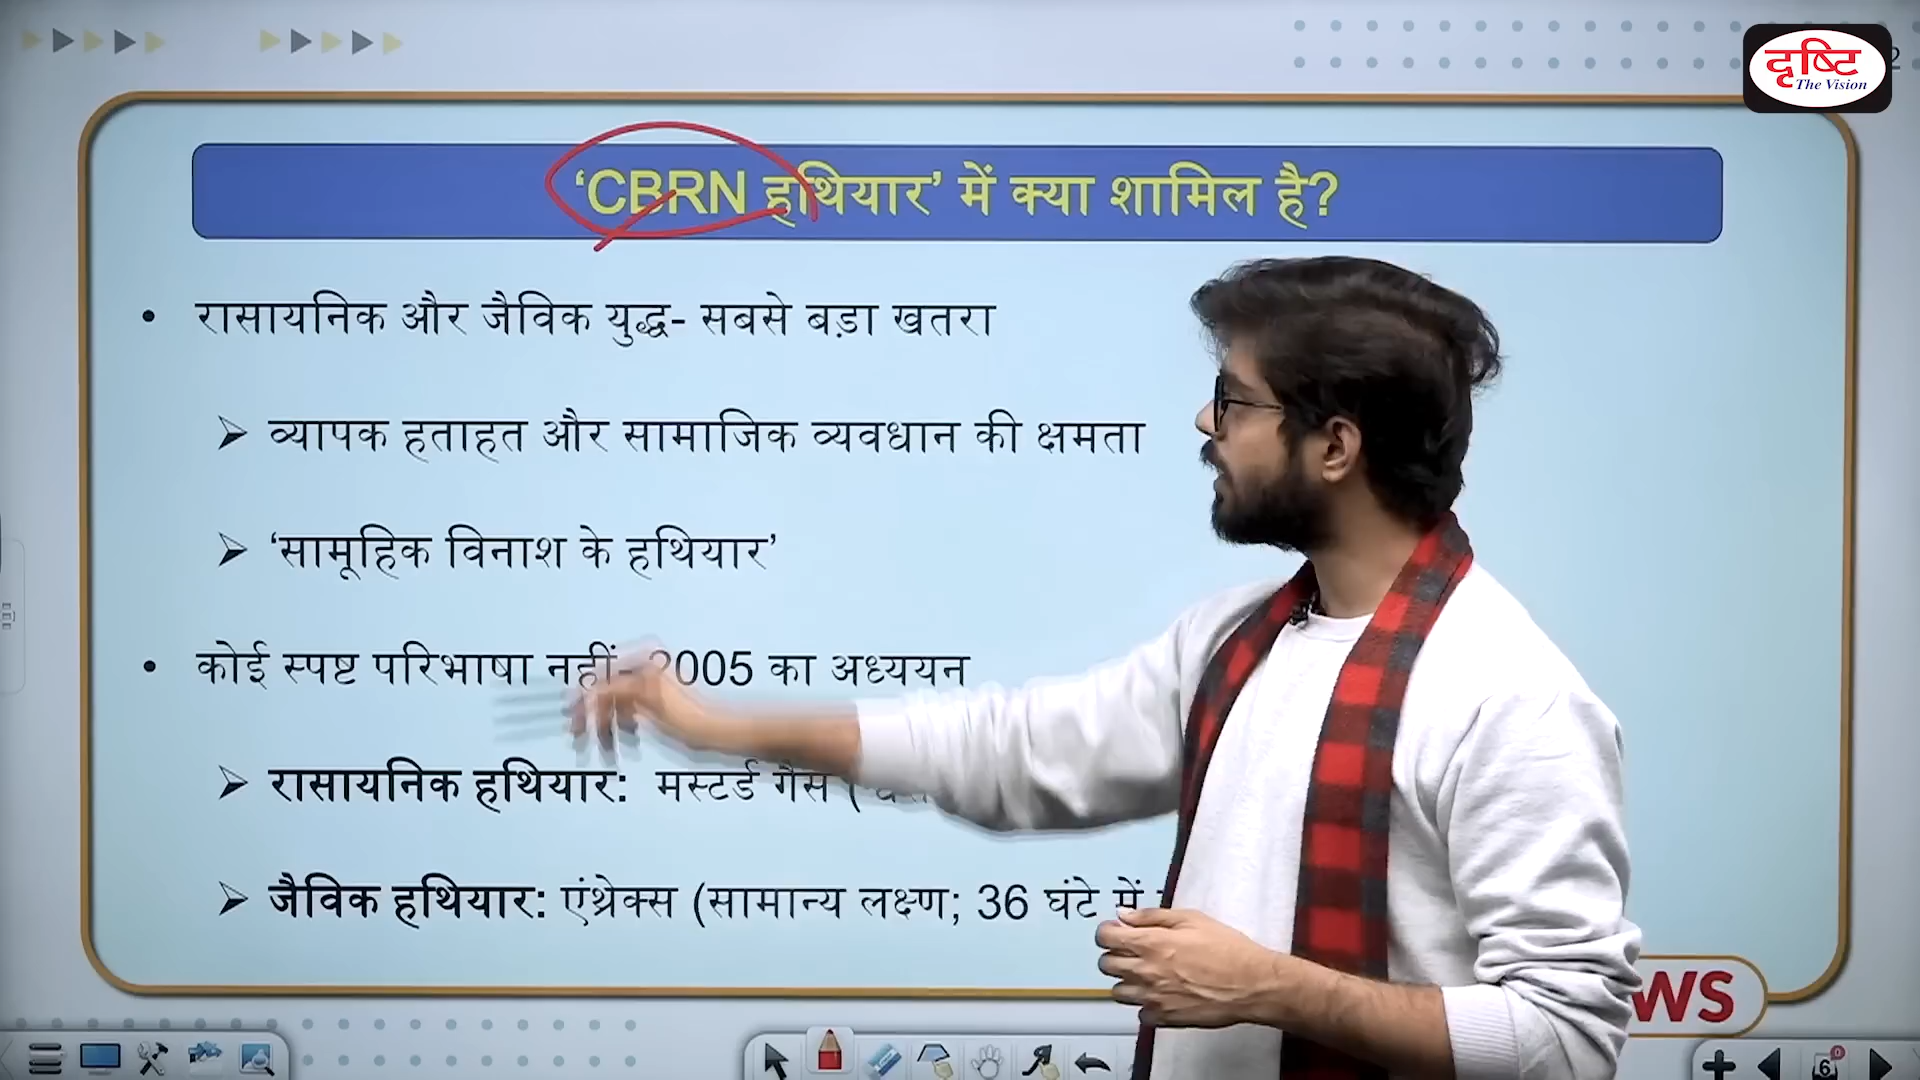 दृष्टि
The Vision
‘CBRN हथियार’ में क्या शामिल है?
• रासायनिक और जैविक युद्ध- सबसे बड़ा खतरा
➢ व्यापक हताहत और सामाजिक व्यवधान की क्षमता
➢ ‘सामूहिक विनाश के हथियार’
• कोई स्पष्ट परिभाषा नहीं- 2005 का अध्ययन
➢ रासायनिक हथियार: मस्टर्ड गैस (
➢ जैविक हथियार: एंथ्रेक्स (सामान्य लक्ष्ण; 36 घंटे में
WS
6